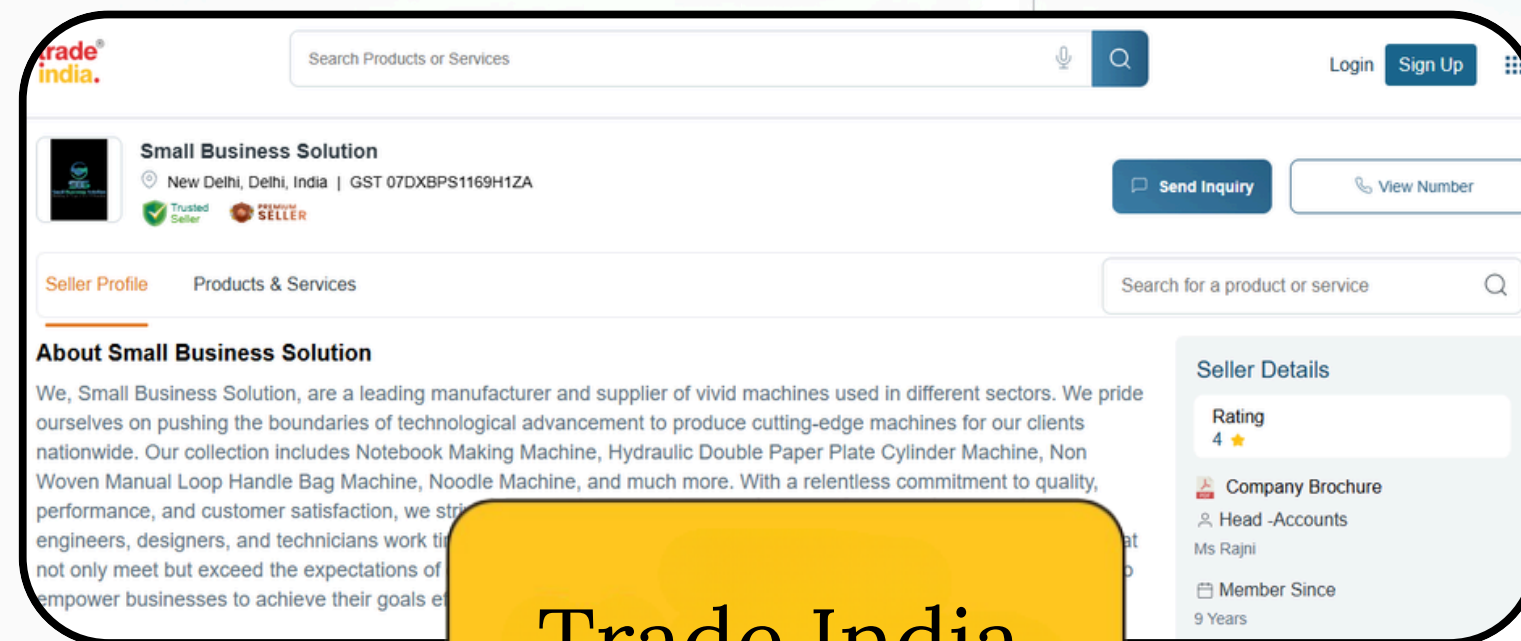 trade®
india.
Search Products or Services
Login
Sign Up
Small Business Solution
New Delhi, Delhi, India | GST 07DXBPS1169H1ZA
Trusted
Seller
PREMIUM
SELLER
Send Inquiry
View Number
Seller Profile
Products & Services
Search for a product or service
About Small Business Solution
We, Small Business Solution, are a leading manufacturer and supplier of vivid machines used in different sectors. We pride
ourselves on pushing the boundaries of technological advancement to produce cutting-edge machines for our clients
nationwide. Our collection includes Notebook Making Machine, Hydraulic Double Paper Plate Cylinder Machine, Non
Woven Manual Loop Handle Bag Machine, Noodle Machine, and much more. With a relentless commitment to quality,
performance, and customer satisfaction, we
engineers, designers, and technicians work
not only meet but exceed the expectations of
empower businesses to achieve their goals
Seller Details
Rating
4
Company Brochure
Head -Accounts
Ms Rajni
Member Since
9 Years
Trade India